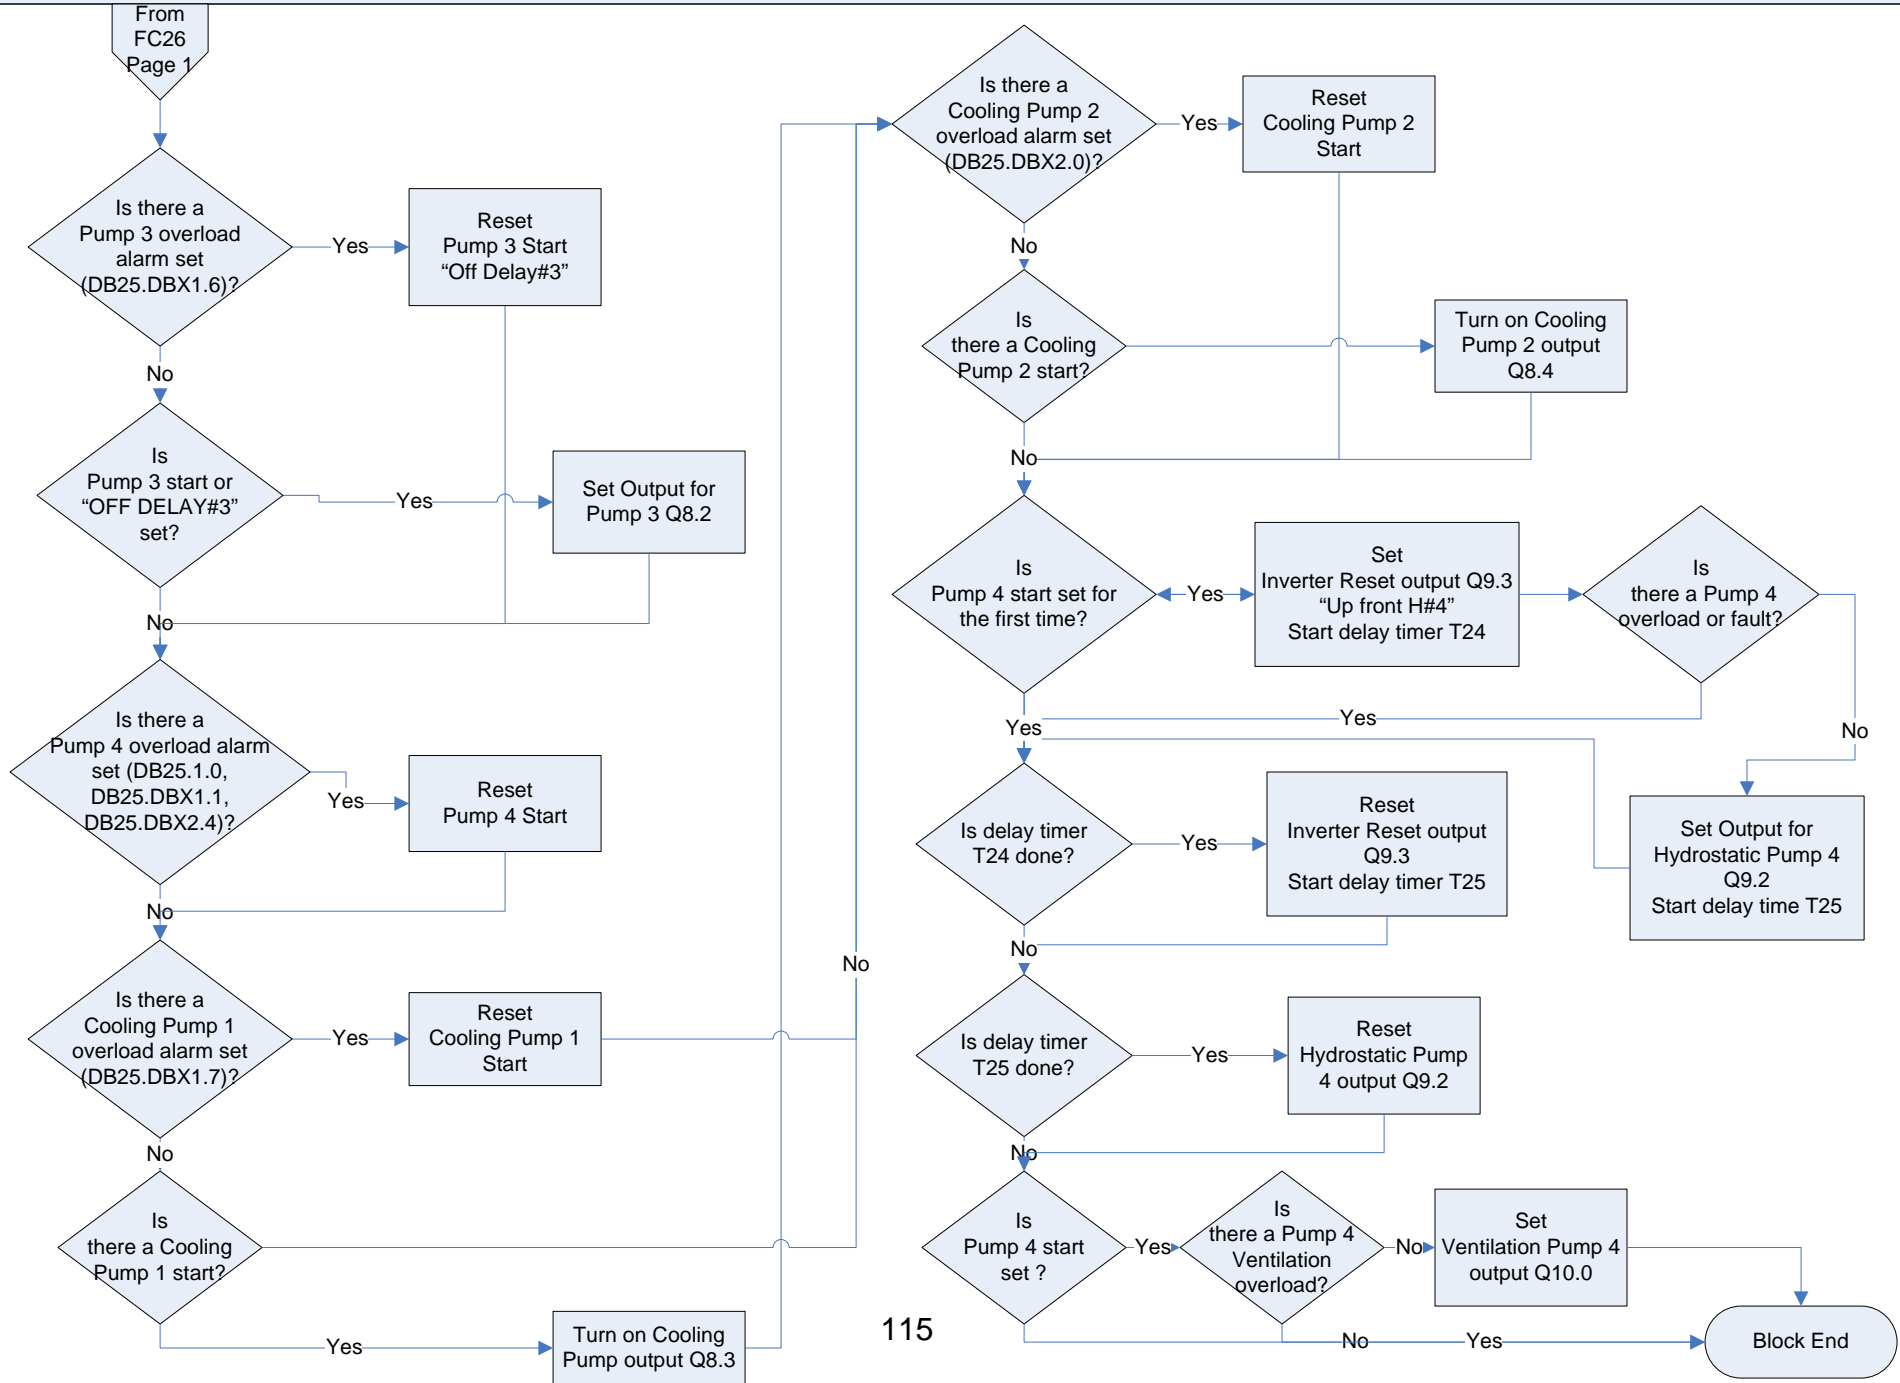 From
FC26
Page 1
Is there a
Pump 3 overload
alarm set
(DB25.DBX1.6)?
Yes
Reset
Pump 3 Start
“Off Delay#3”
No
Is
Pump 3 start or
“OFF DELAY#3”
set?
Yes
Set Output for
Pump 3 Q8.2
No
Is there a
Pump 4 overload alarm
set (DB25.1.0,
DB25.DBX1.1,
DB25.DBX2.4)?
Yes
Reset
Pump 4 Start
No
Is there a
Cooling Pump 1
overload alarm set
(DB25.DBX1.7)?
Yes
Reset
Cooling Pump 1
Start
No
Is
there a Cooling
Pump 1 start?
No
Yes
Turn on Cooling
Pump output Q8.3
Is there a
Cooling Pump 2
overload alarm set
(DB25.DBX2.0)?
Yes
Reset
Cooling Pump 2
Start
No
Is
there a Cooling
Pump 2 start?
Turn on Cooling
Pump 2 output
Q8.4
No
Is
Pump 4 start set for
the first time?
Yes
Set
Inverter Reset output Q9.3
“Up front H#4”
Start delay timer T24
Is
there a Pump 4
overload or fault?
Yes
No
Yes
Set Output for
Hydrostatic Pump 4
Q9.2
Start delay time T25
Is delay timer
T24 done?
Yes
Reset
Inverter Reset output
Q9.3
Start delay timer T25
No
Is delay timer
T25 done?
Yes
Reset
Hydrostatic Pump
4 output Q9.2
No
Is
Pump 4 start
set ?
Yes
Is
there a Pump 4
Ventilation
overload?
No
Set
Ventilation Pump 4
output Q10.0
No
Yes
Block End
115